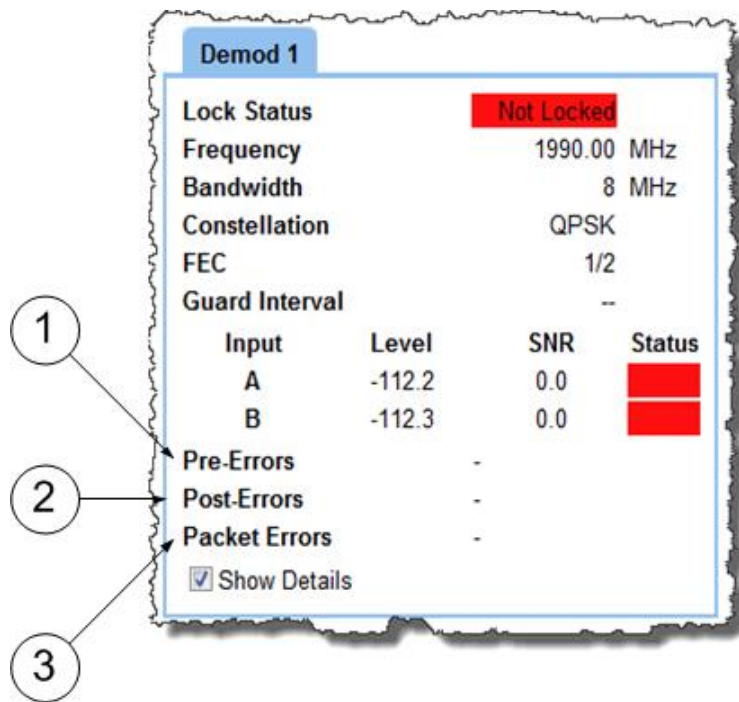 Demod 1
Lock Status Not Locked
Frequency 1990.00 MHz
Bandwidth 8 MHz
Constellation QPSK
FEC 1/2
Guard Interval --
1
Input Level SNR Status
A -112.2 0.0
B -112.3 0.0
Pre-Errors -
2
Post-Errors -
Packet Errors -
Show Details
3